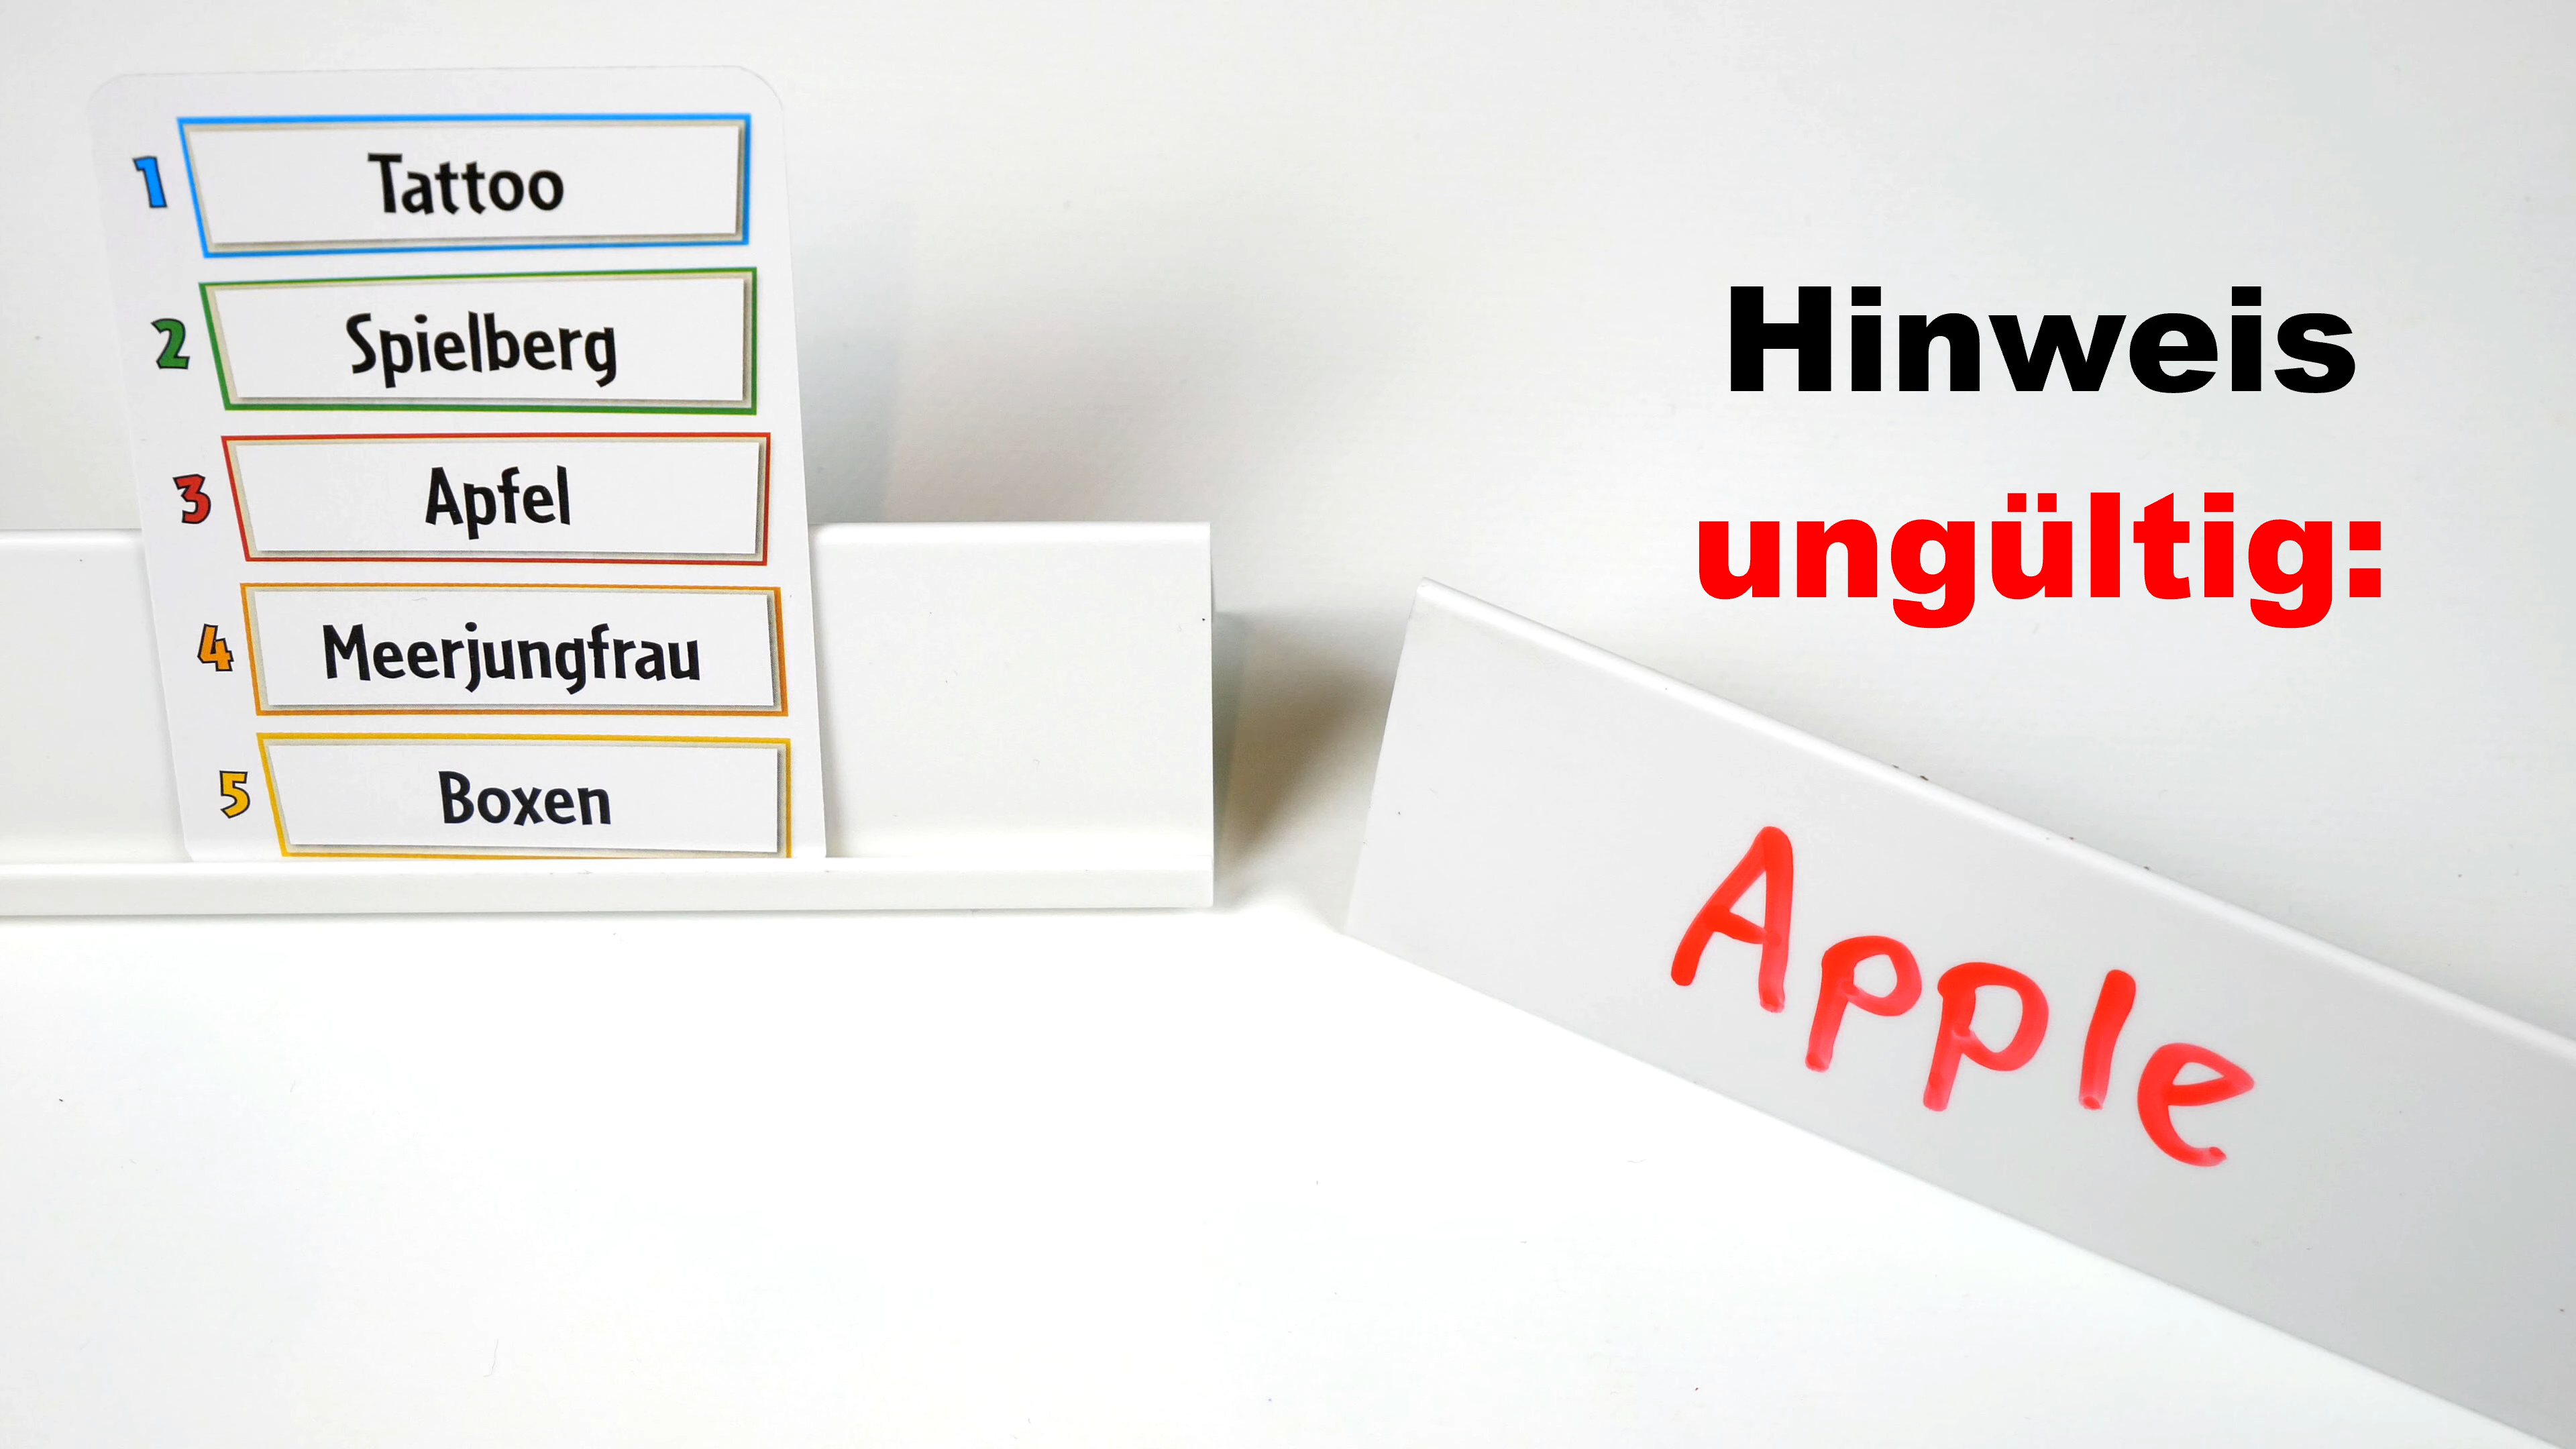 1 Tattoo
2 Spielberg
3 Apfel
4 Meerjungfrau
5 Boxen
Hinweis
ungültig:
Apple